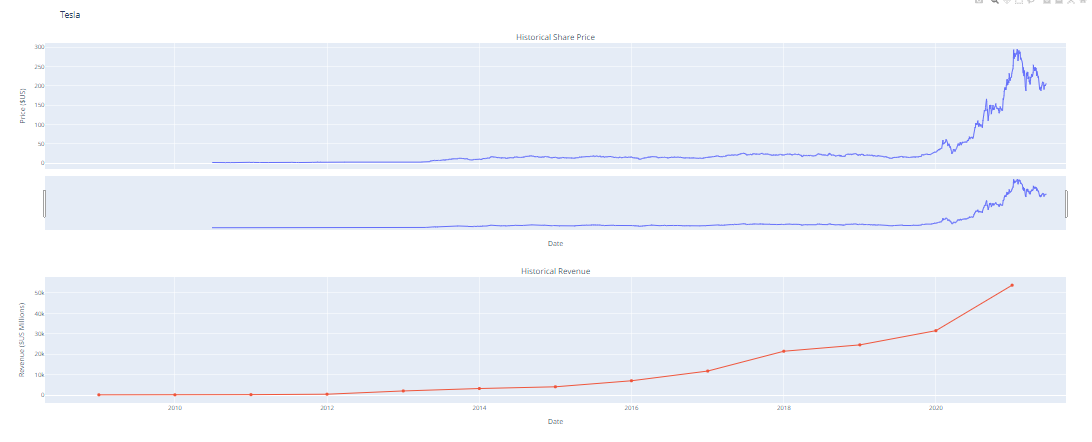 Tesla
Historical Share Price
Price ($US)
300
250
200
150
100
50
0
Date
Historical Revenue
Revenue ($US Millions)
50k
40k
30k
20k
10k
0
2010
2012
2014
2016
2018
2020
Date